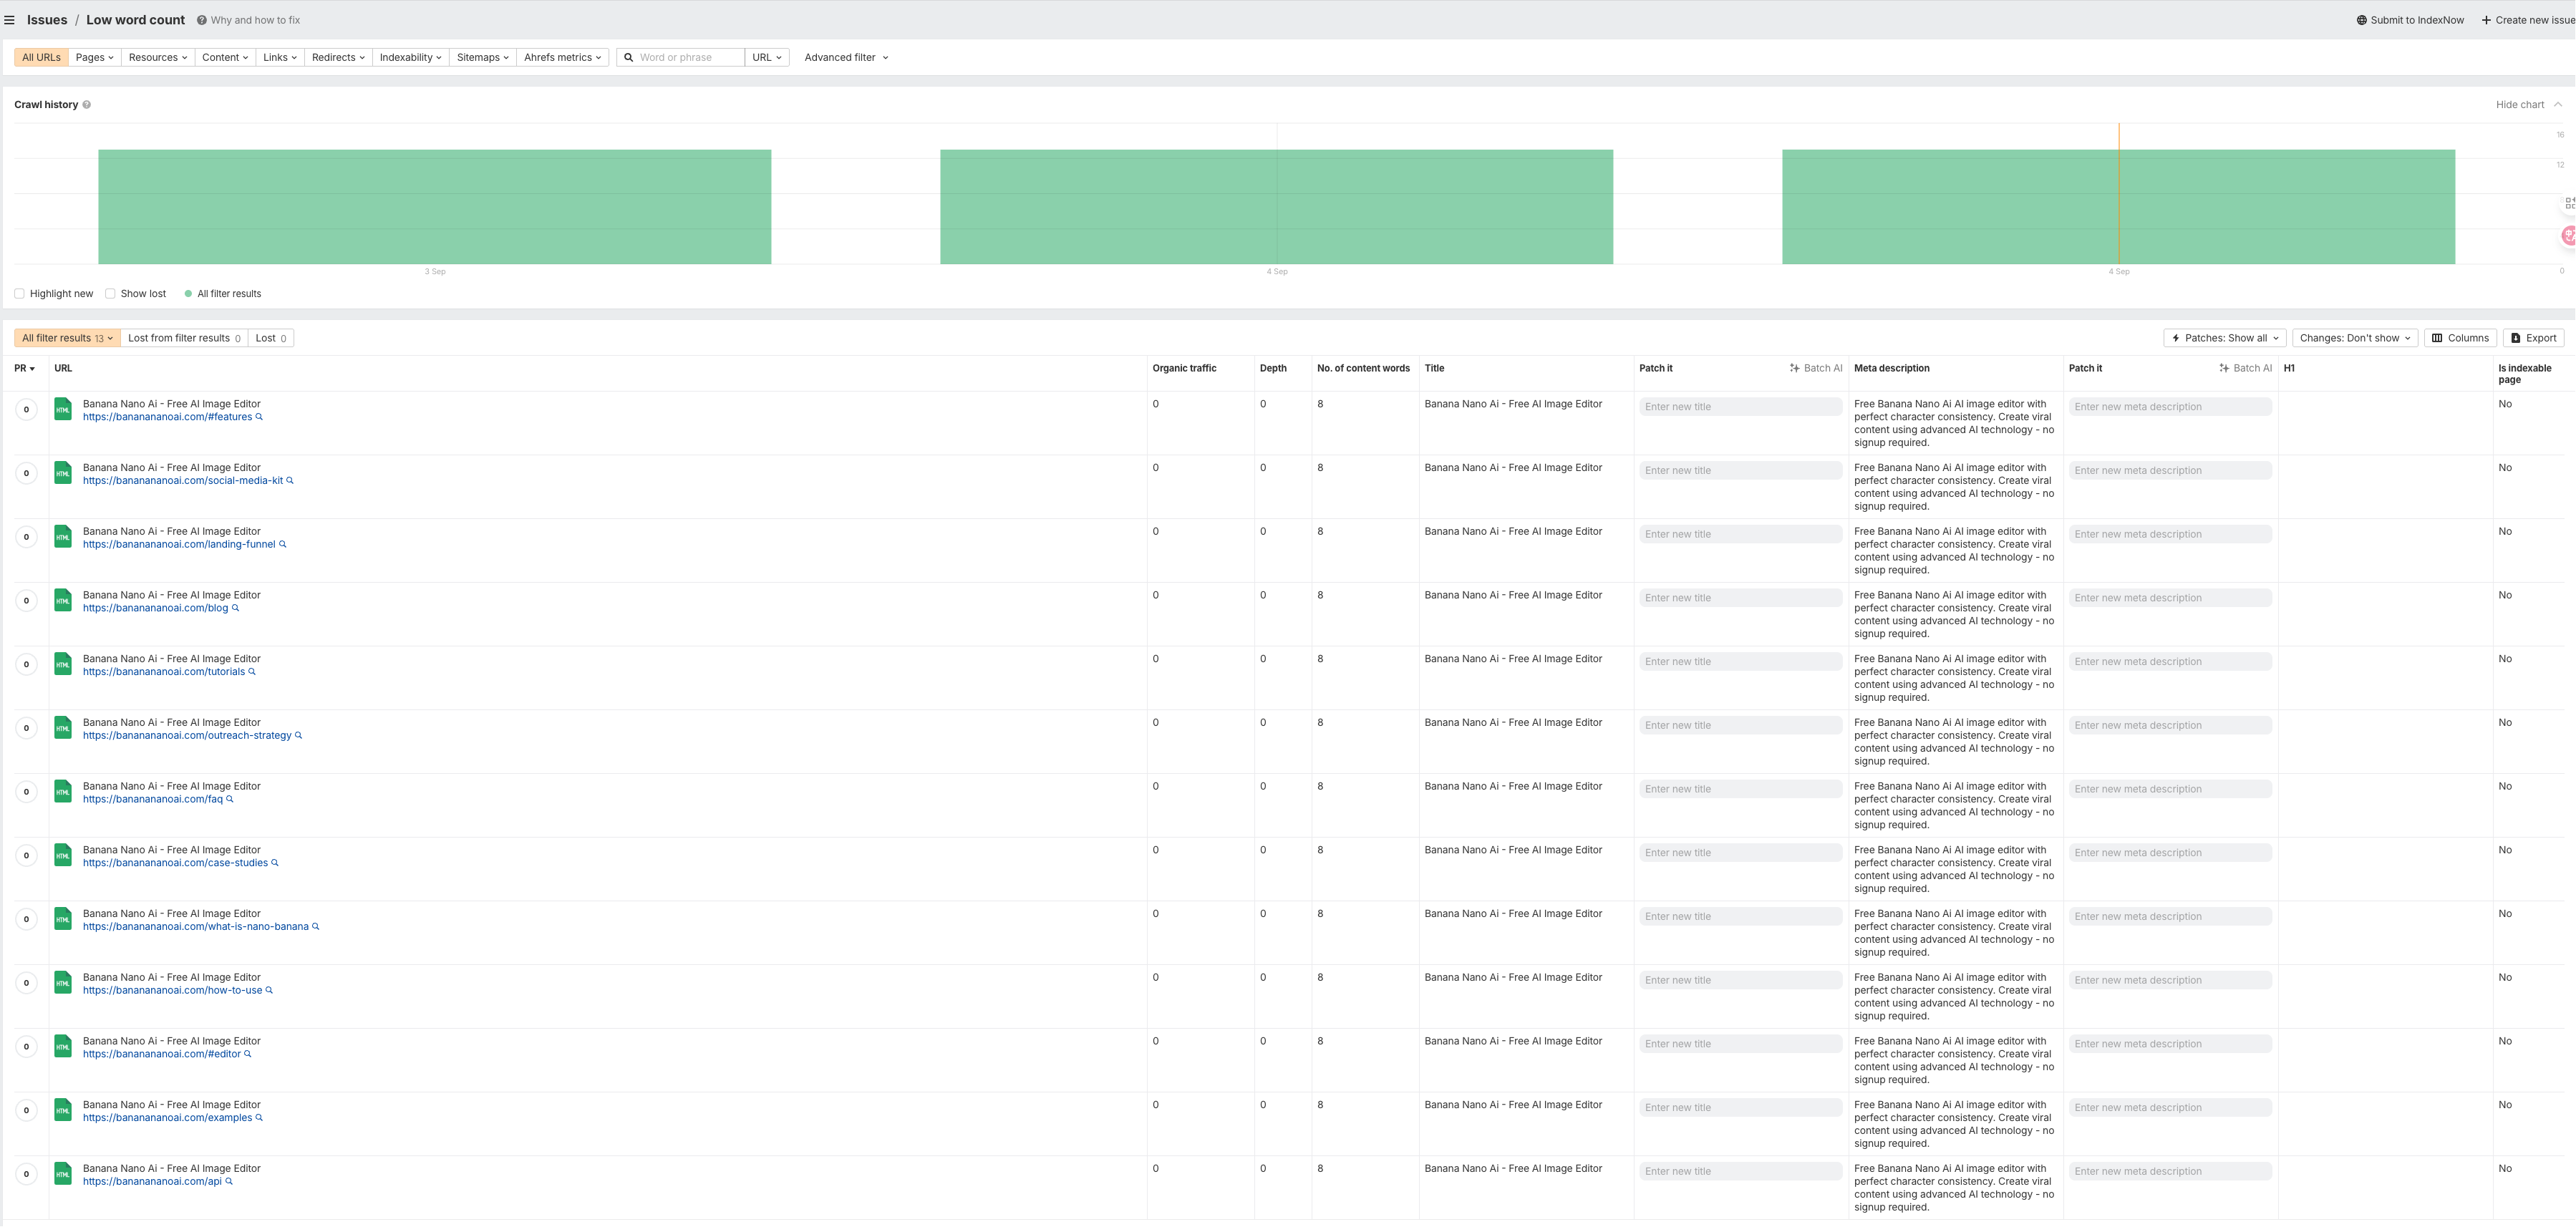 Issues / Low word count Why and how to fix Submit to IndexNow Create new issue
All URLs Pages Resources Content Links Redirects Indexability Sitemaps Ahrefs metrics Word or phrase URL Advanced filter
Crawl history Hide chart
16
12
0
3 Sep 4 Sep 4 Sep
Highlight new Show lost All filter results
All filter results 13 Lost from filter results 0 Lost 0 Patches: Show all Changes: Don't show Columns Export
PR URL Organic traffic Depth No. of content words Title Patch it Batch AI Meta description Patch it Batch AI H1 Is indexable
page
0 HTML Banana Nano Ai - Free AI Image Editor 0 0 8 Banana Nano Ai - Free AI Image Editor Enter new title Free Banana Nano Ai AI image editor with Enter new meta description No
https://banananano​ai.com/#features perfect character consistency. Create viral
content using advanced AI technology - no
signup required.
0 HTML Banana Nano Ai - Free AI Image Editor 0 0 8 Banana Nano Ai - Free AI Image Editor Enter new title Free Banana Nano Ai AI image editor with Enter new meta description No
https://banananano​ai.com/social-media-kit perfect character consistency. Create viral
content using advanced AI technology - no
signup required.
0 HTML Banana Nano Ai - Free AI Image Editor 0 0 8 Banana Nano Ai - Free AI Image Editor Enter new title Free Banana Nano Ai AI image editor with Enter new meta description No
https://banananano​ai.com/landing-funnel perfect character consistency. Create viral
content using advanced AI technology - no
signup required.
0 HTML Banana Nano Ai - Free AI Image Editor 0 0 8 Banana Nano Ai - Free AI Image Editor Enter new title Free Banana Nano Ai AI image editor with Enter new meta description No
https://banananano​ai.com/blog perfect character consistency. Create viral
content using advanced AI technology - no
signup required.
0 HTML Banana Nano Ai - Free AI Image Editor 0 0 8 Banana Nano Ai - Free AI Image Editor Enter new title Free Banana Nano Ai AI image editor with Enter new meta description No
https://banananano​ai.com/tutorials perfect character consistency. Create viral
content using advanced AI technology - no
signup required.
0 HTML Banana Nano Ai - Free AI Image Editor 0 0 8 Banana Nano Ai - Free AI Image Editor Enter new title Free Banana Nano Ai AI image editor with Enter new meta description No
https://banananano​ai.com/outreach-strategy perfect character consistency. Create viral
content using advanced AI technology - no
signup required.
0 HTML Banana Nano Ai - Free AI Image Editor 0 0 8 Banana Nano Ai - Free AI Image Editor Enter new title Free Banana Nano Ai AI image editor with Enter new meta description No
https://banananano​ai.com/faq perfect character consistency. Create viral
content using advanced AI technology - no
signup required.
0 HTML Banana Nano Ai - Free AI Image Editor 0 0 8 Banana Nano Ai - Free AI Image Editor Enter new title Free Banana Nano Ai AI image editor with Enter new meta description No
https://banananano​ai.com/case-studies perfect character consistency. Create viral
content using advanced AI technology - no
signup required.
0 HTML Banana Nano Ai - Free AI Image Editor 0 0 8 Banana Nano Ai - Free AI Image Editor Enter new title Free Banana Nano Ai AI image editor with Enter new meta description No
https://banananano​ai.com/what-is-nano-banana perfect character consistency. Create viral
content using advanced AI technology - no
signup required.
0 HTML Banana Nano Ai - Free AI Image Editor 0 0 8 Banana Nano Ai - Free AI Image Editor Enter new title Free Banana Nano Ai AI image editor with Enter new meta description No
https://banananano​ai.com/how-to-use perfect character consistency. Create viral
content using advanced AI technology - no
signup required.
0 HTML Banana Nano Ai - Free AI Image Editor 0 0 8 Banana Nano Ai - Free AI Image Editor Enter new title Free Banana Nano Ai AI image editor with Enter new meta description No
https://banananano​ai.com/#editor perfect character consistency. Create viral
content using advanced AI technology - no
signup required.
0 HTML Banana Nano Ai - Free AI Image Editor 0 0 8 Banana Nano Ai - Free AI Image Editor Enter new title Free Banana Nano Ai AI image editor with Enter new meta description No
https://banananano​ai.com/examples perfect character consistency. Create viral
content using advanced AI technology - no
signup required.
0 HTML Banana Nano Ai - Free AI Image Editor 0 0 8 Banana Nano Ai - Free AI Image Editor Enter new title Free Banana Nano Ai AI image editor with Enter new meta description No
https://banananano​ai.com/api perfect character consistency. Create viral
content using advanced AI technology - no
signup required.